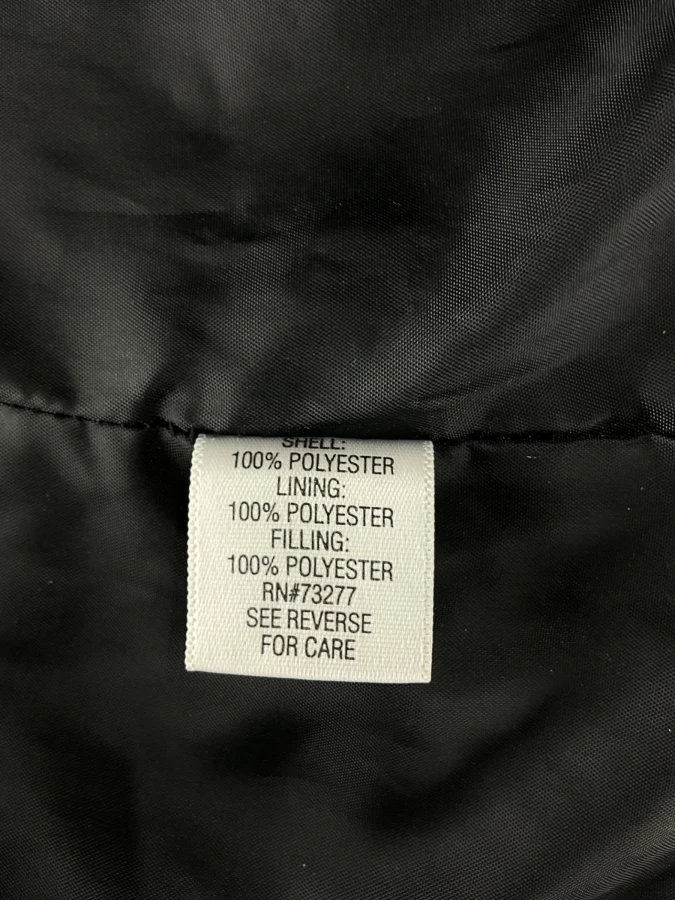 SHELL:
100% POLYESTER
LINING:
100% POLYESTER
FILLING:
100% POLYESTER
RN#73277
SEE REVERSE
FOR CARE